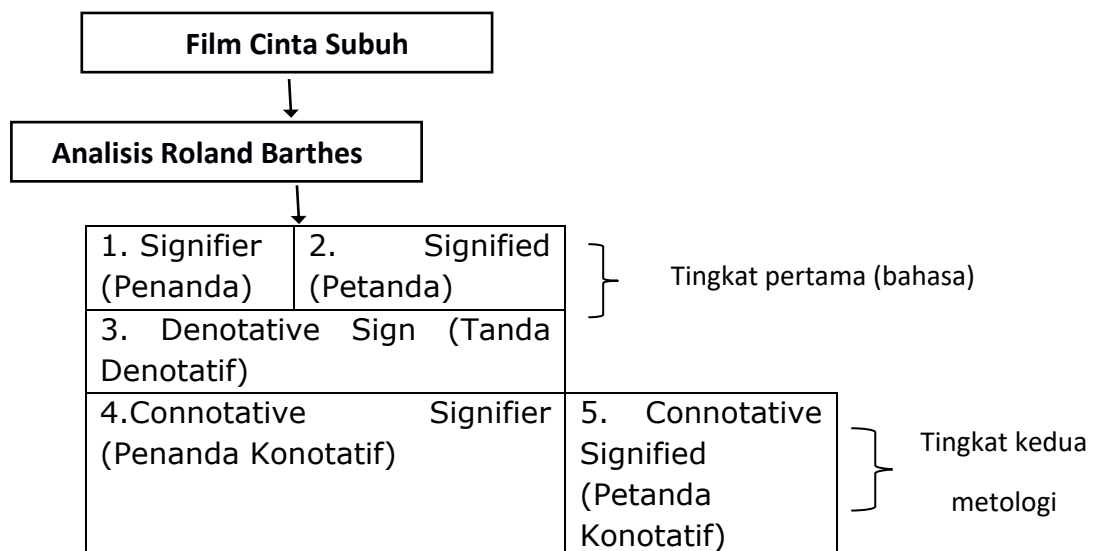 Film Cinta Subuh
Analisis Roland Barthes
1. Signifier
(Penanda)
2. Signified
(Petanda)
Tingkat pertama (bahasa)
3. Denotative Sign (Tanda
Denotatif)
4.Connotative Signifier
(Penanda Konotatif)
5. Connotative
Signified
(Petanda
Konotatif)
Tingkat kedua
metologi